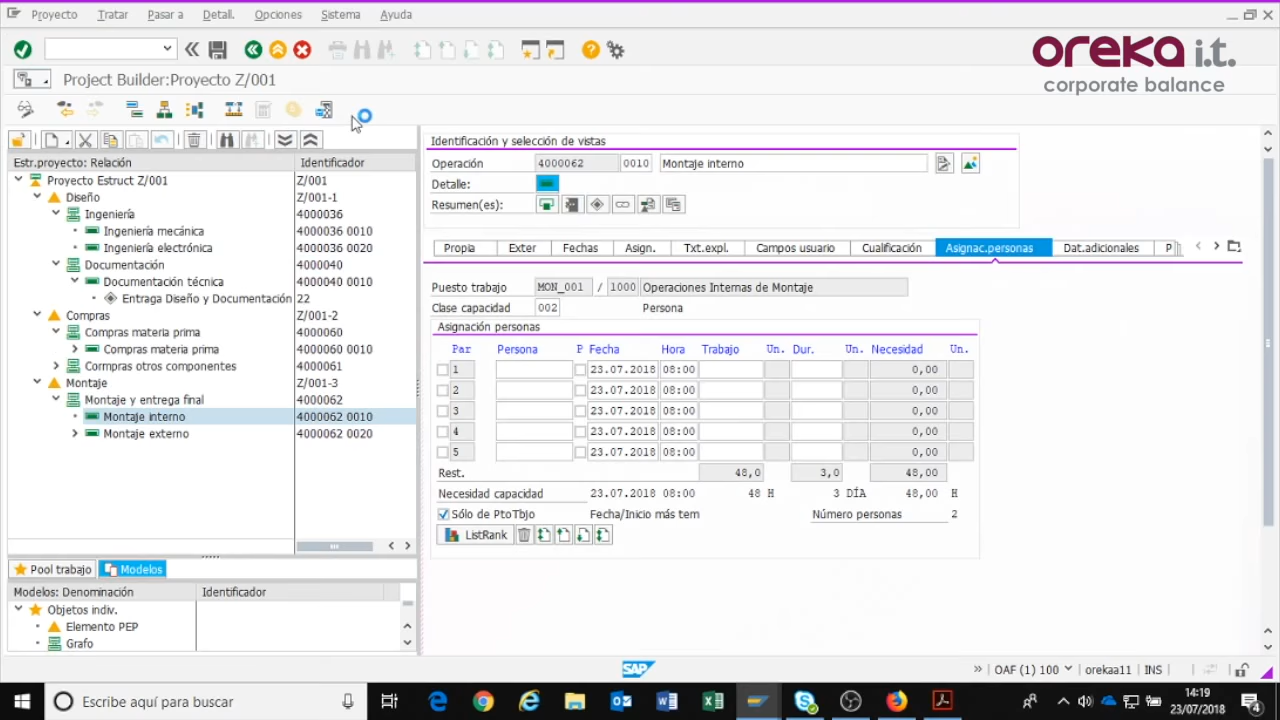 Proyecto Tratar Pasar a Detall. Opciones Sistema Ayuda
oreka i.t.
corporate balance
Project Builder:Proyecto Z/001
Estr.proyecto: Relación Identificador
Proyecto Estruct Z/001 Z/001
Diseño Z/001-1
Ingeniería 4000036
Ingeniería mecánica 4000036 0010
Ingeniería electrónica 4000036 0020
Documentación 4000040
Documentación técnica 4000040 0010
Entraga Diseño y Documentación 22
Compras Z/001-2
Compras materia prima 4000060
Compras materia prima 4000060 0010
Cormpras otros componentes 4000061
Montaje Z/001-3
Montaje y entrega final 4000062
Montaje interno 4000062 0010
Montaje externo 4000062 0020
Pool trabajo Modelos
Modelos: Denominación Identificador
Objetos indiv.
Elemento PEP
Grafo
Identificación y selección de vistas
Operación 4000062 0010 Montaje interno
Detalle:
Resumen(es):
Propia Exter Fechas Asign. Txt.expl. Campos usuario Cualificación Asignac.personas Dat.adicionales P
Puesto trabajo MON_001 / 1000 Operaciones Internas de Montaje
Clase capacidad 002 Persona
Asignación personas
Par Persona P Fecha Hora Trabajo Un. Dur. Un. Necesidad Un.
1 23.07.2018 08:00 0,00
2 23.07.2018 08:00 0,00
3 23.07.2018 08:00 0,00
4 23.07.2018 08:00 0,00
5 23.07.2018 08:00 0,00
Rest. 48,0 3,0 48,00
Necesidad capacidad 23.07.2018 08:00 48 H 3 DÍA 48,00 H
Sólo de PtoTbjo Fecha/Inicio más tem Número personas 2
ListRank
SAP » OAF (1) 100 orekaa11 INS
Escribe aquí para buscar
14:19
23/07/2018
4